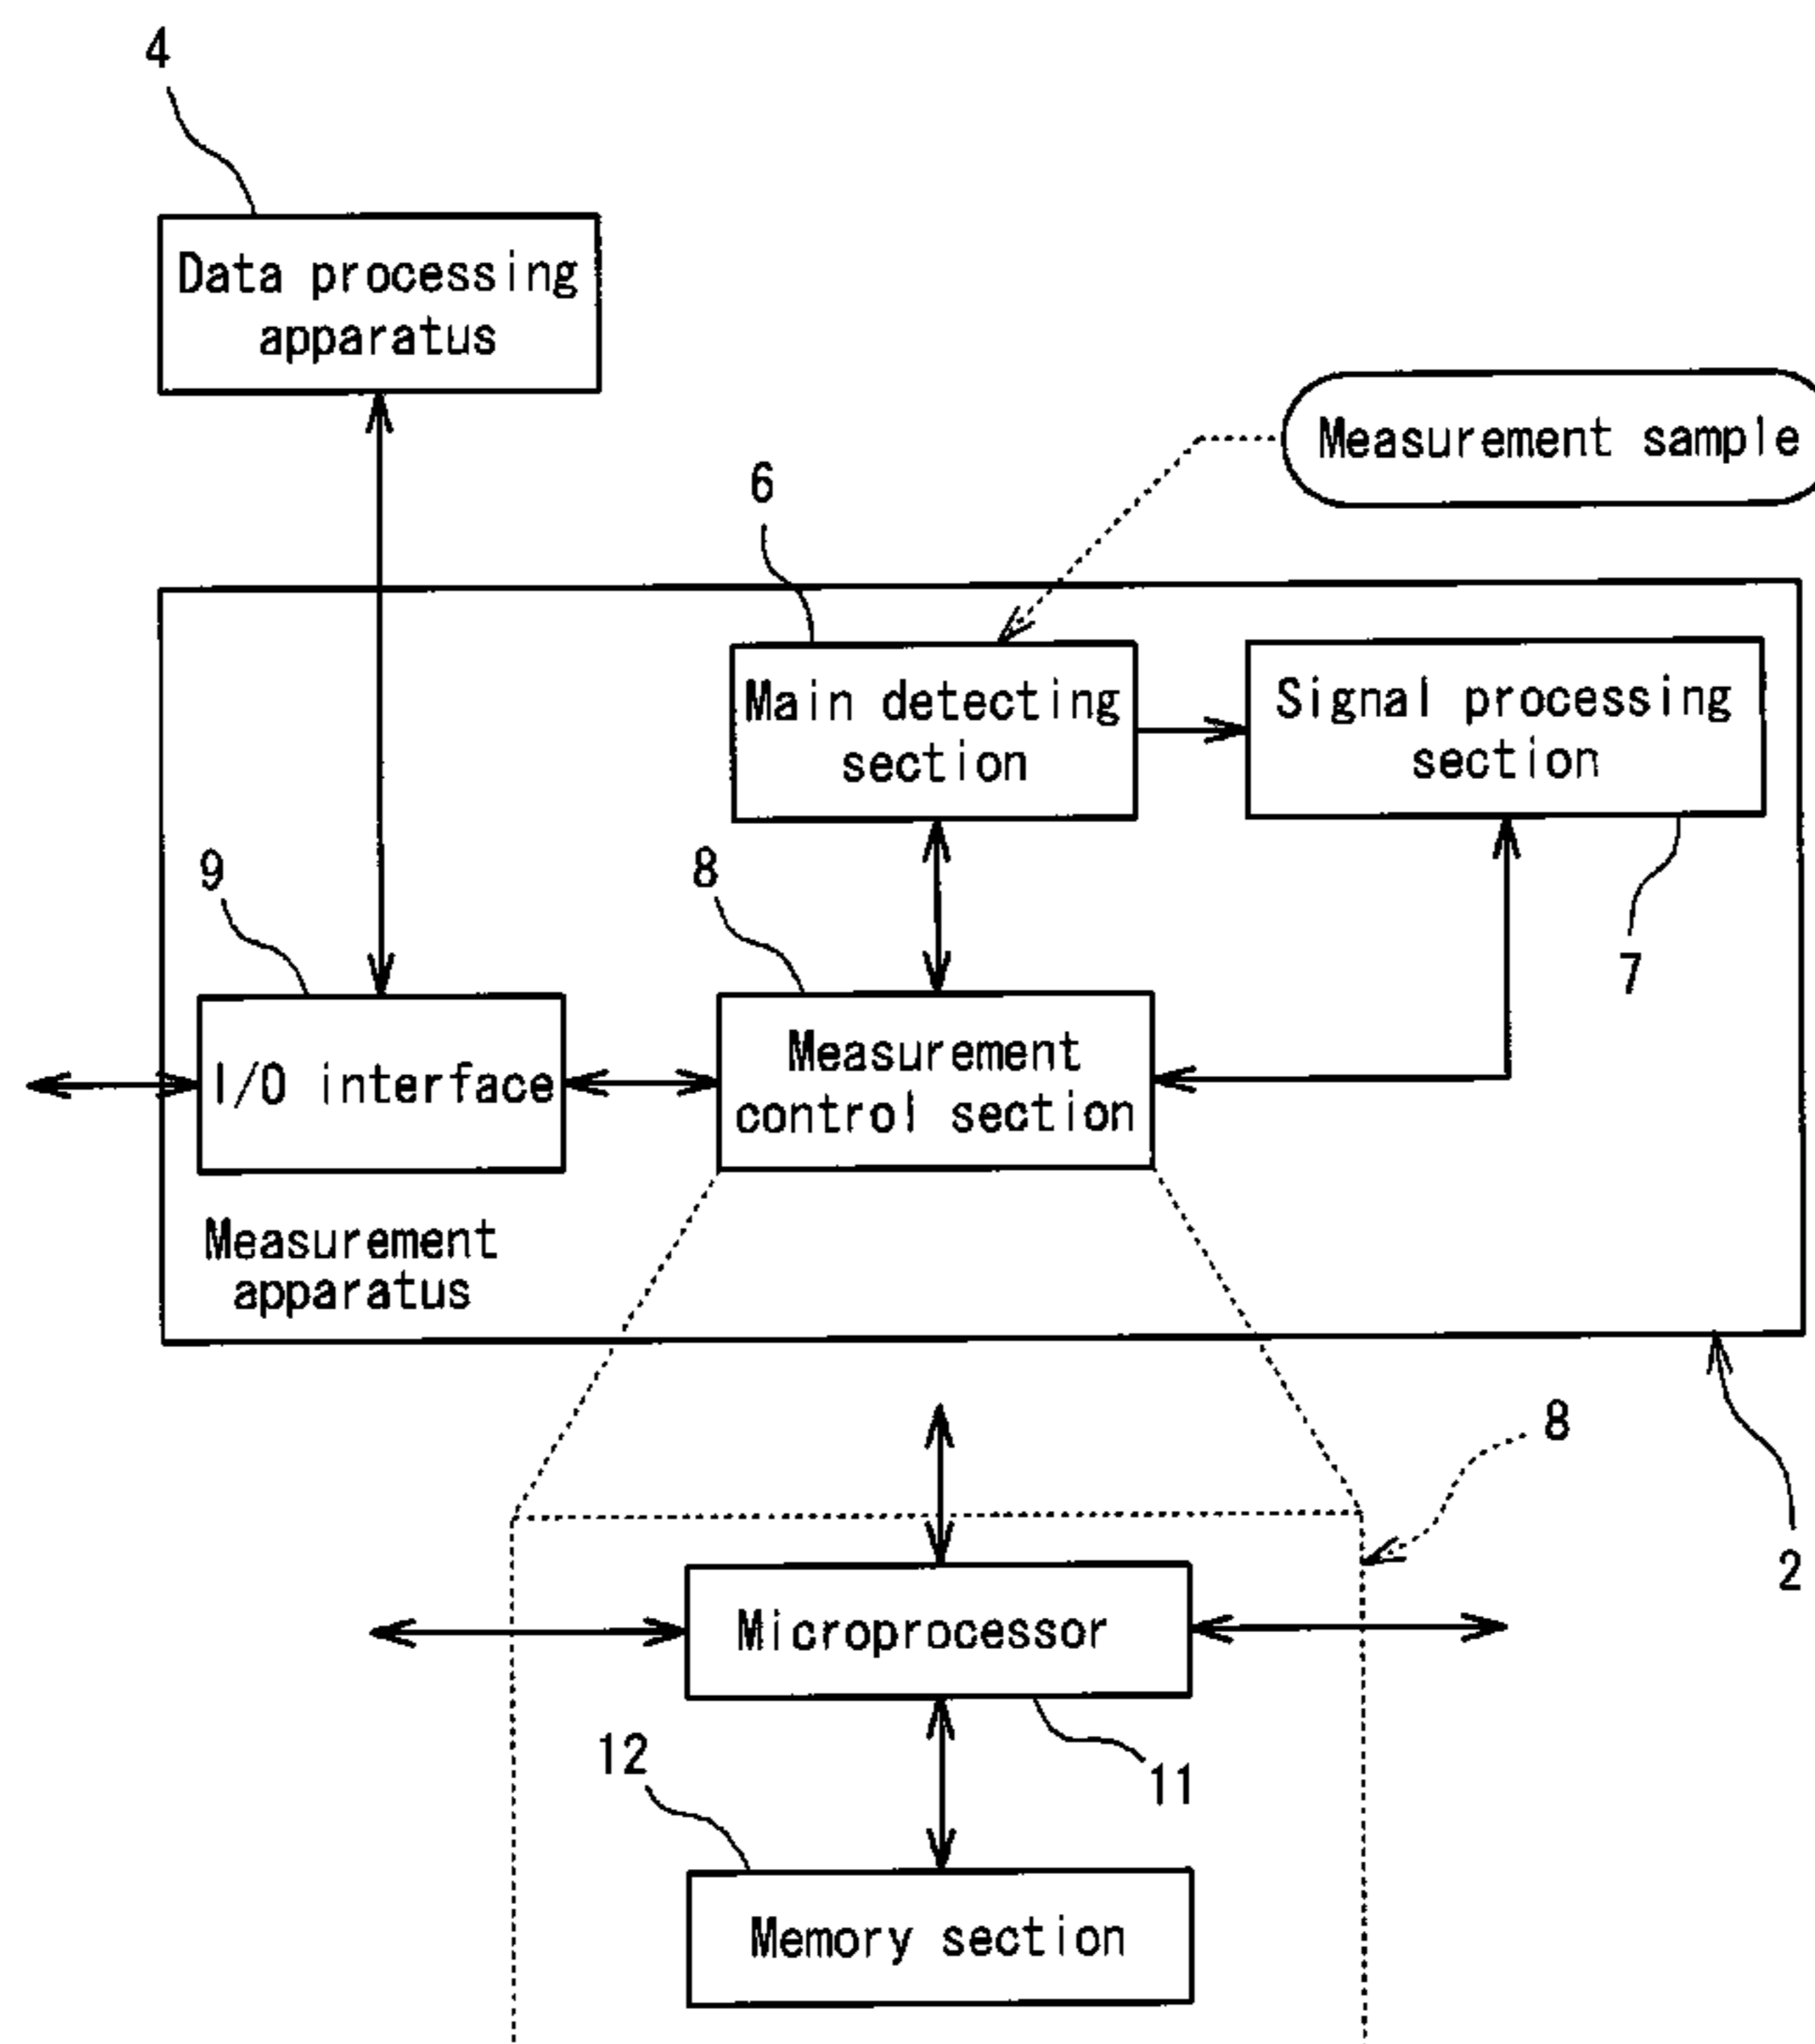 4
Data processing
apparatus
Measurement sample
6
Main detecting
section
Signal processing
section
9
8
7
I/O interface
Measurement
control section
Measurement
apparatus
8
2
Microprocessor
12
11
Memory section